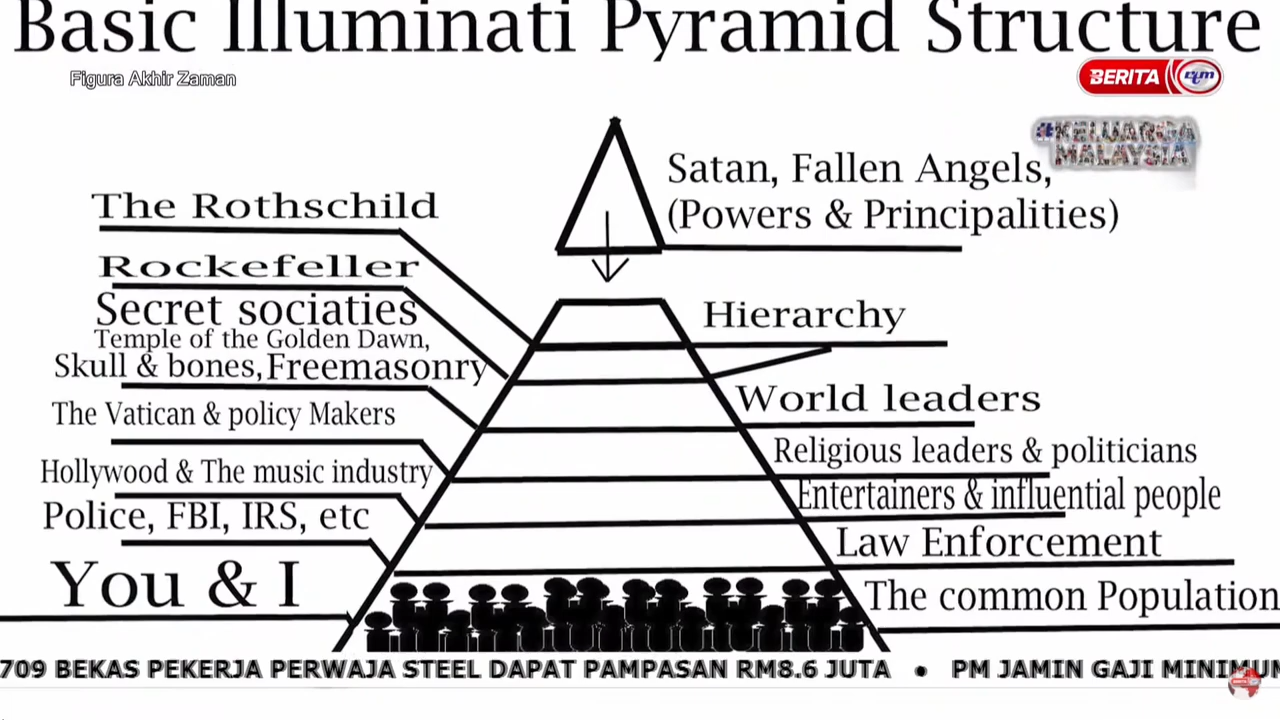 Basic Illuminati Pyramid Structure
Figura Akhir Zaman
BERITA rtm
#KELUARGA
MALAYSIA
Satan, Fallen Angels,
(Powers & Principalities)
The Rothschild
Rockefeller
Secret sociaties
Temple of the Golden Dawn,
Skull & bones, Freemasonry
The Vatican & policy Makers
Hollywood & The music industry
Police, FBI, IRS, etc
You & I
Hierarchy
World leaders
Religious leaders & politicians
Entertainers & influential people
Law Enforcement
The common Population
709 BEKAS PEKERJA PERWAJA STEEL DAPAT PAMPASAN RM8.6 JUTA • PM JAMIN GAJI MINIMUM